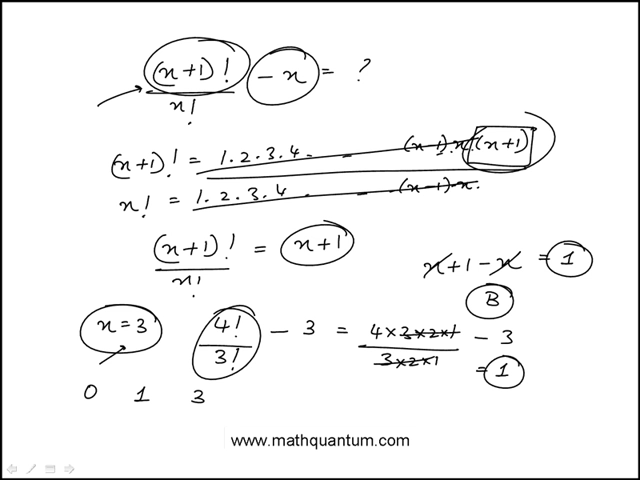 (n+1)! / n! - n = ?
(n+1)! = 1.2.3.4. - - (n-1).n.(n+1)
n! = 1.2.3.4. - - (n-1).n.
(n+1)! / n! = n+1
n+1-n = 1
B
n=3 4! / 3! - 3 = 4×3×2×1 / 3×2×1 - 3
= 1
0 1 3
www.mathquantum.com